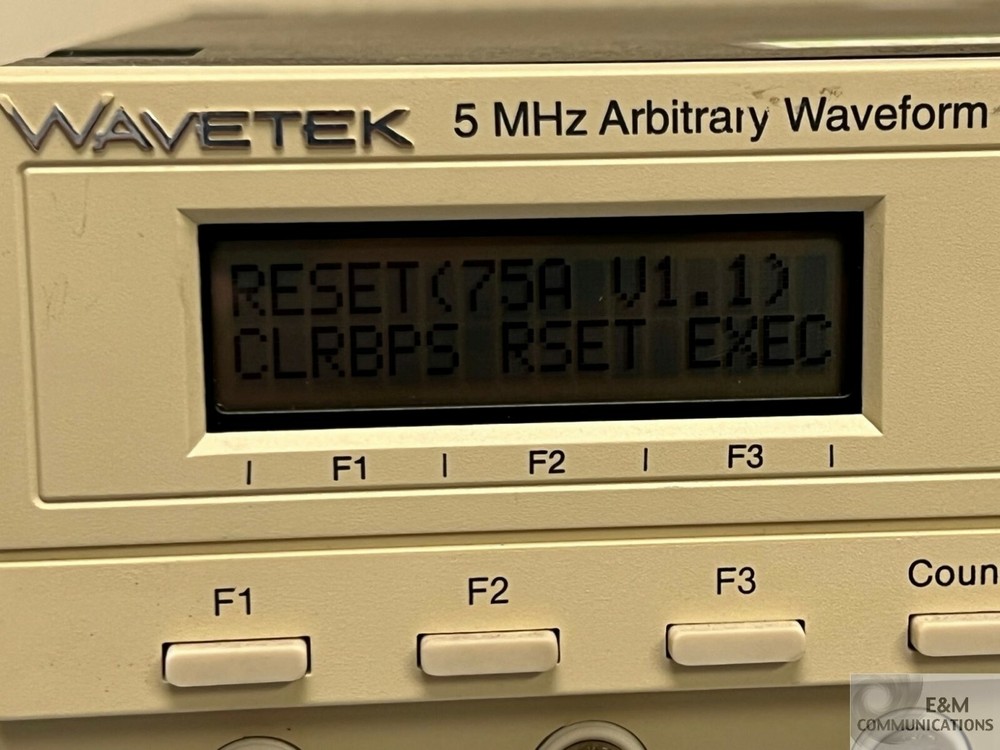 WAVETEK 5 MHz Arbitrary Waveform
RESET(75A V1.1)
CLRBPS RSET EXEC
| F1 | F2 | F3 |
F1 F2 F3 Coun
E&M
COMMUNICATIONS